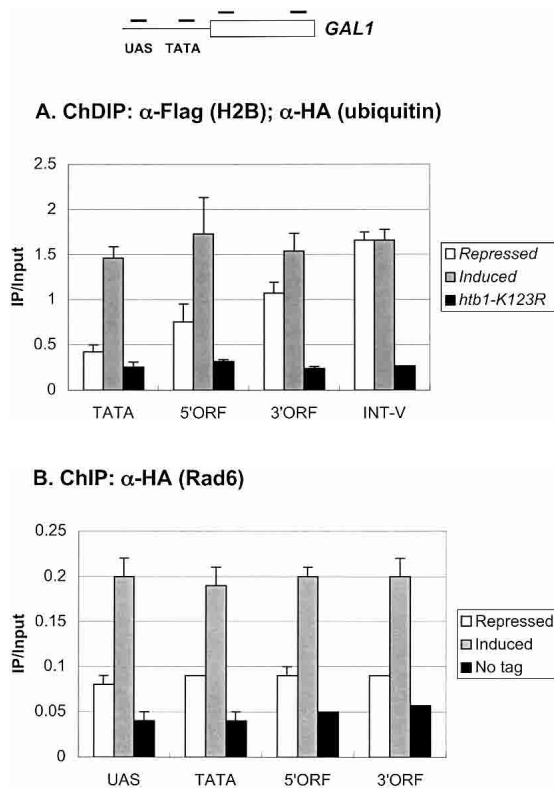 GAL1
UAS TATA
A. ChDIP: α-Flag (H2B); α-HA (ubiquitin)
2.5
2
1.5
1
0.5
0
IP/Input
TATA 5'ORF 3'ORF INT-V
Repressed
Induced
htb1-K123R
B. ChIP: α-HA (Rad6)
0.25
0.2
0.15
0.1
0.05
0
IP/Input
UAS TATA 5'ORF 3'ORF
Repressed
Induced
No tag